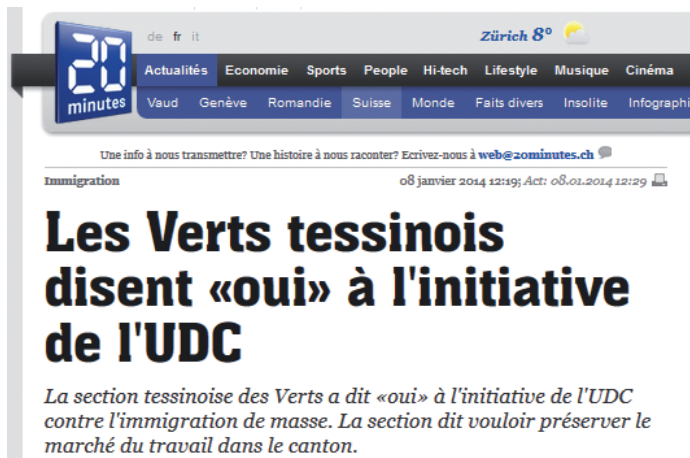 20
minutes
de fr it
Zürich 8°
Actualités Economie Sports People Hi-tech Lifestyle Musique Cinéma
Vaud Genève Romandie Suisse Monde Faits divers Insolite Infographi
Une info à nous transmettre? Une histoire à nous raconter? Ecrivez-nous à web@20minutes.ch
Immigration
08 janvier 2014 12:19; Act: 08.01.2014 12:29
Les Verts tessinois
disent «oui» à l'initiative
de l'UDC
La section tessinoise des Verts a dit «oui» à l'initiative de l'UDC
contre l'immigration de masse. La section dit vouloir préserver le
marché du travail dans le canton.